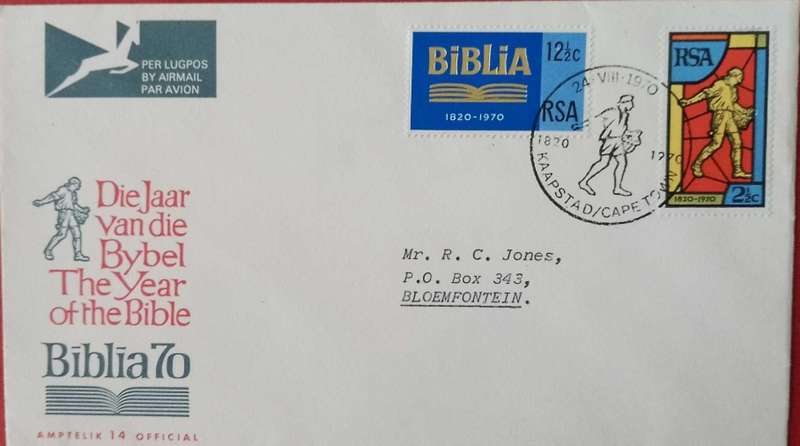 PER LUGPOS
BY AIRMAIL
PAR AVION
BIBLIA
12½c
1820-1970
RSA
24-VIII-1970
1820
1970
KAAPSTAD/CAPE TOWN
RSA
1820-1970
2½c
Die Jaar
van die
Bybel
The Year
of the Bible
Biblia 70
AMPTELIK 14 OFFICIAL
Mr. R. C. Jones,
P.O. Box 343,
BLOEMFONTEIN.